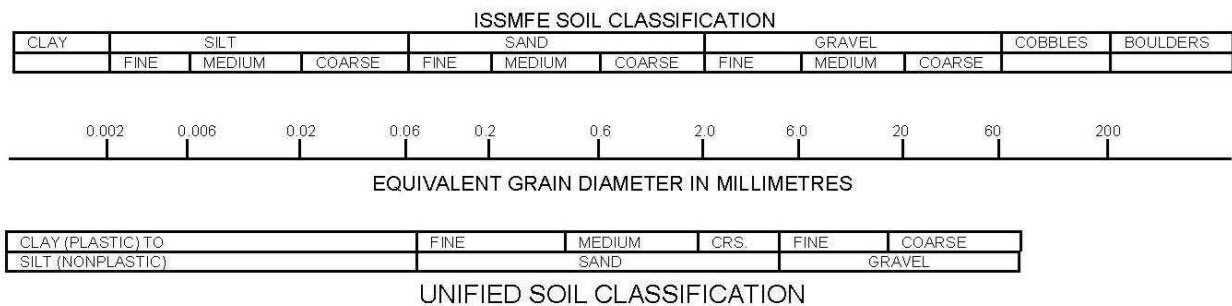 ISSMFE SOIL CLASSIFICATION
CLAY SILT SAND GRAVEL COBBLES BOULDERS
FINE MEDIUM COARSE FINE MEDIUM COARSE FINE MEDIUM COARSE
0.002 0.006 0.02 0.06 0.2 0.6 2.0 6.0 20 60 200
EQUIVALENT GRAIN DIAMETER IN MILLIMETRES
CLAY (PLASTIC) TO FINE MEDIUM CRS. FINE COARSE
SILT (NONPLASTIC) SAND GRAVEL
UNIFIED SOIL CLASSIFICATION